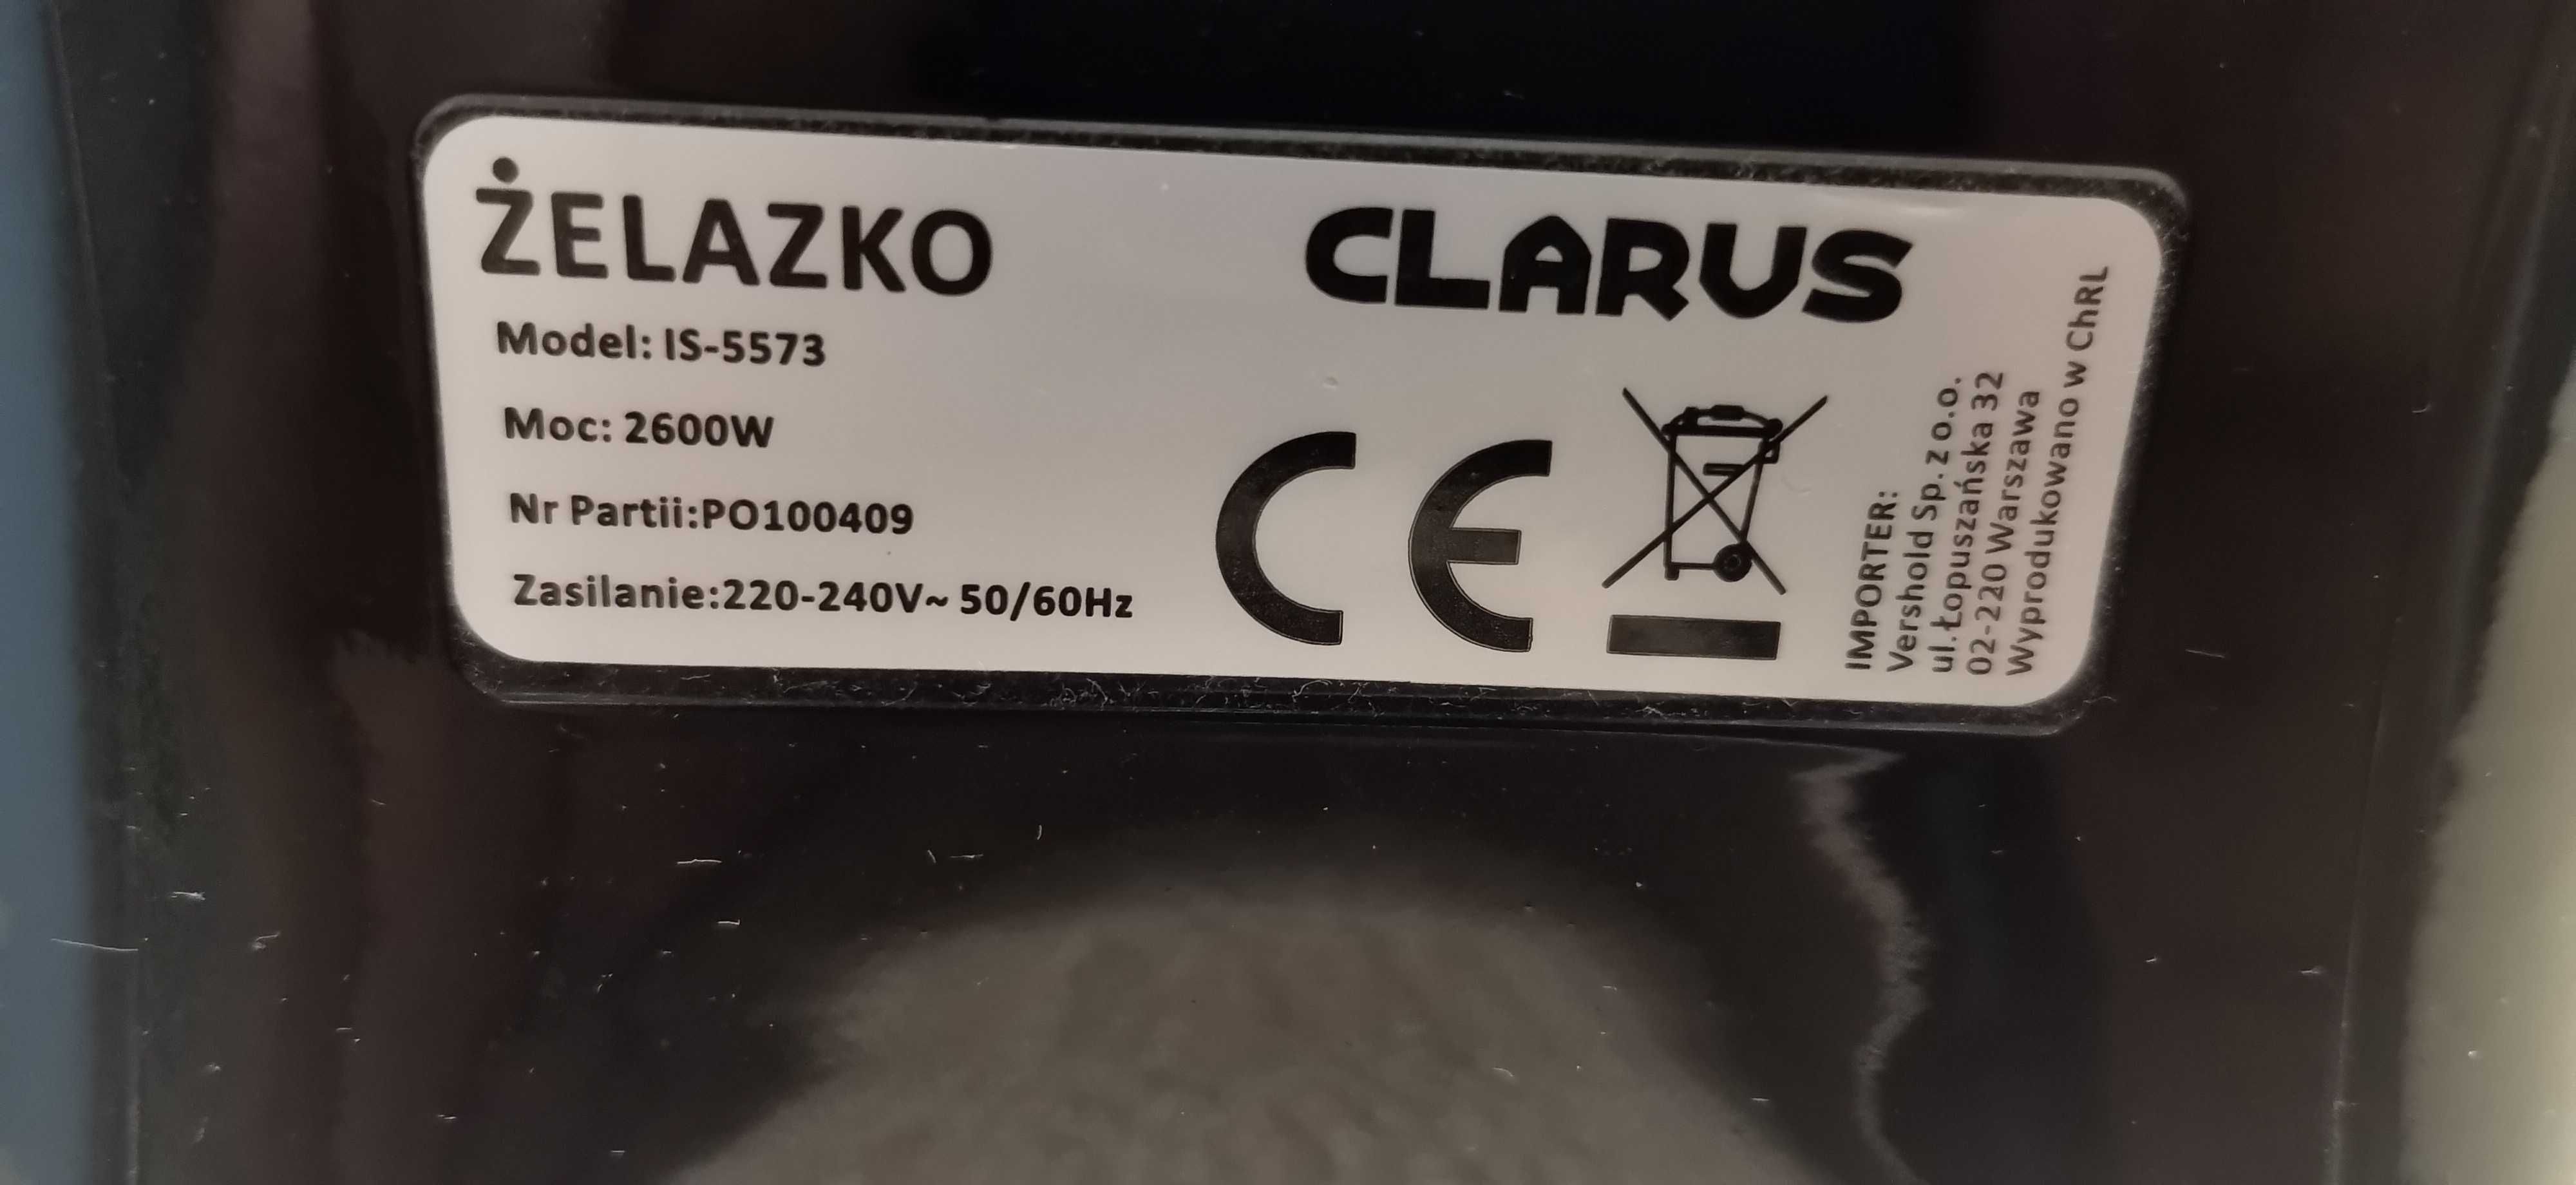 ŻELAZKO
CLARUS
Model: IS-5573
Moc: 2600W
Nr Partii:PO100409
Zasilanie:220-240V~ 50/60Hz
CE
IMPORTER:
Vershold Sp. z o.o.
ul.Łopuszańska 32
02-220 Warszawa
Wyprodukowano w ChRL